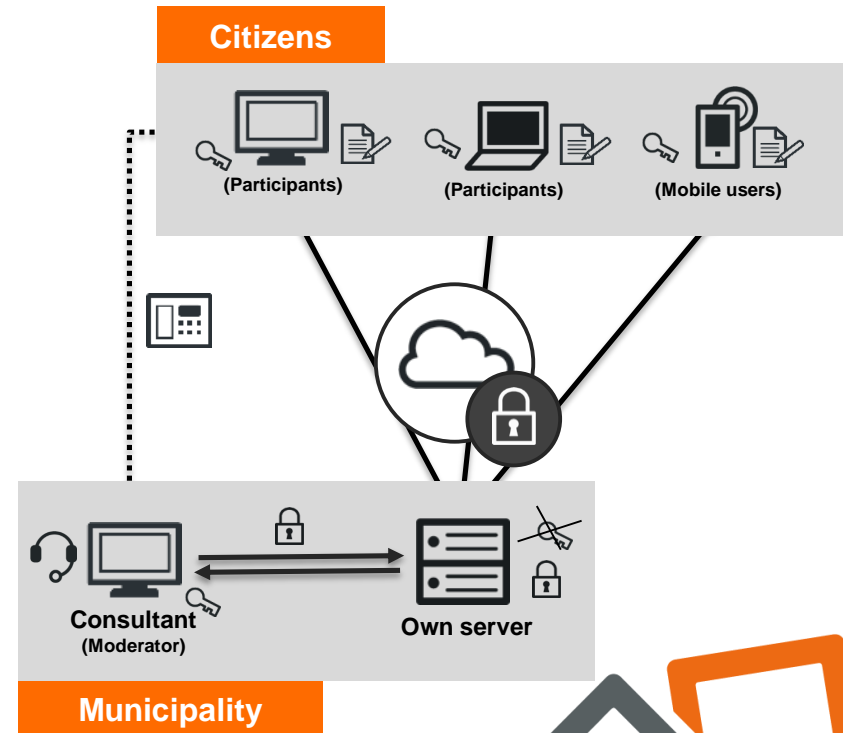 Citizens
(Participants)
(Participants)
(Mobile users)
Consultant
(Moderator)
Own server
Municipality